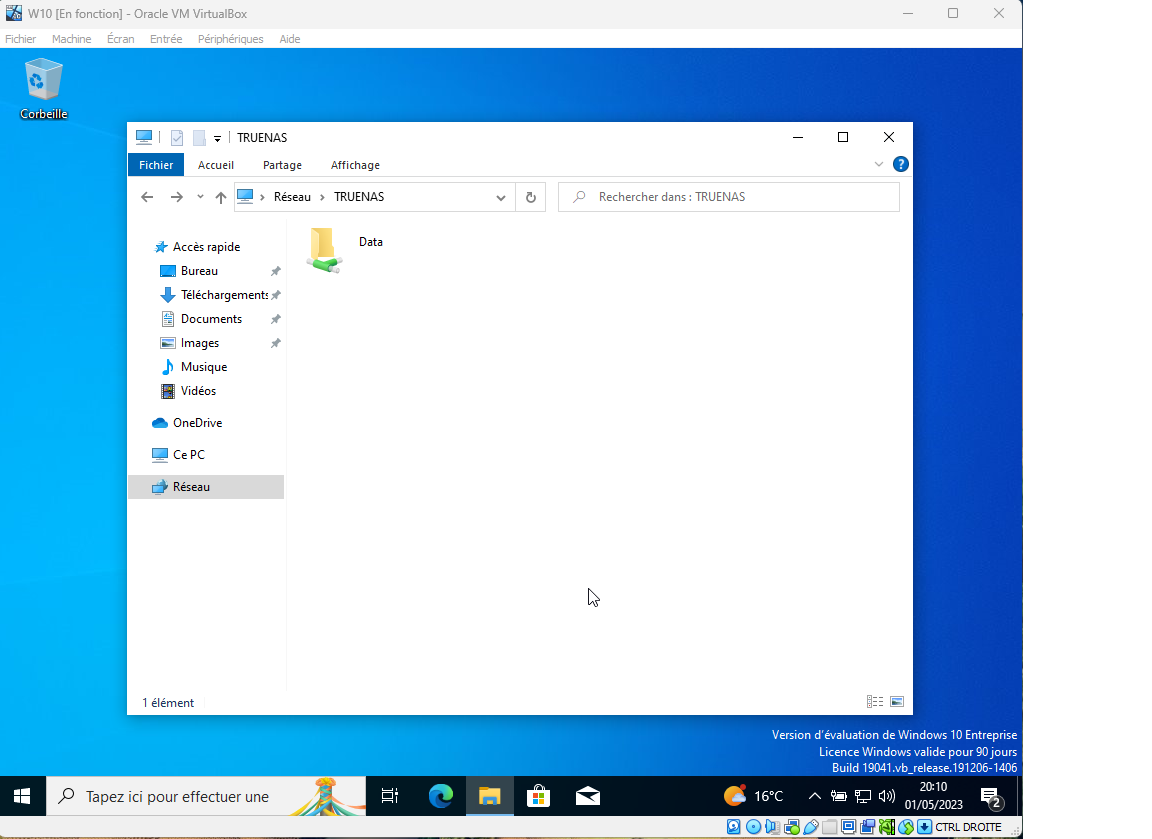 W10 [En fonction] - Oracle VM VirtualBox
Fichier Machine Écran Entrée Périphériques Aide
Corbeille
TRUENAS
Fichier Accueil Partage Affichage
Réseau TRUENAS
Rechercher dans : TRUENAS
Data
Accès rapide
Bureau
Téléchargements
Documents
Images
Musique
Vidéos
OneDrive
Ce PC
Réseau
1 élément
Version d'évaluation de Windows 10 Entreprise
Licence Windows valide pour 90 jours
Build 19041.vb_release.191206-1406
Tapez ici pour effectuer une
16°C
20:10
01/05/2023
2
CTRL DROITE